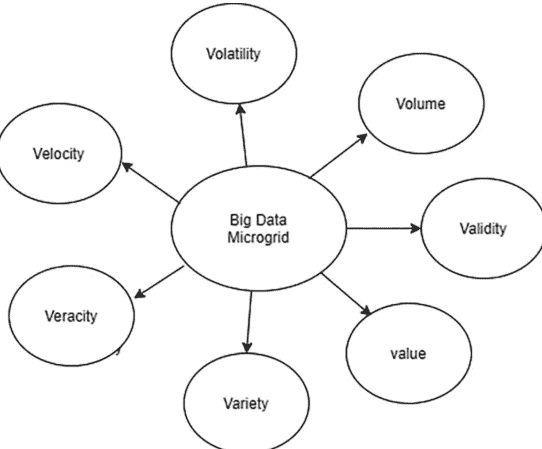 Volatility
Volume
Velocity
Big Data
Microgrid
Validity
Veracity
value
Variety